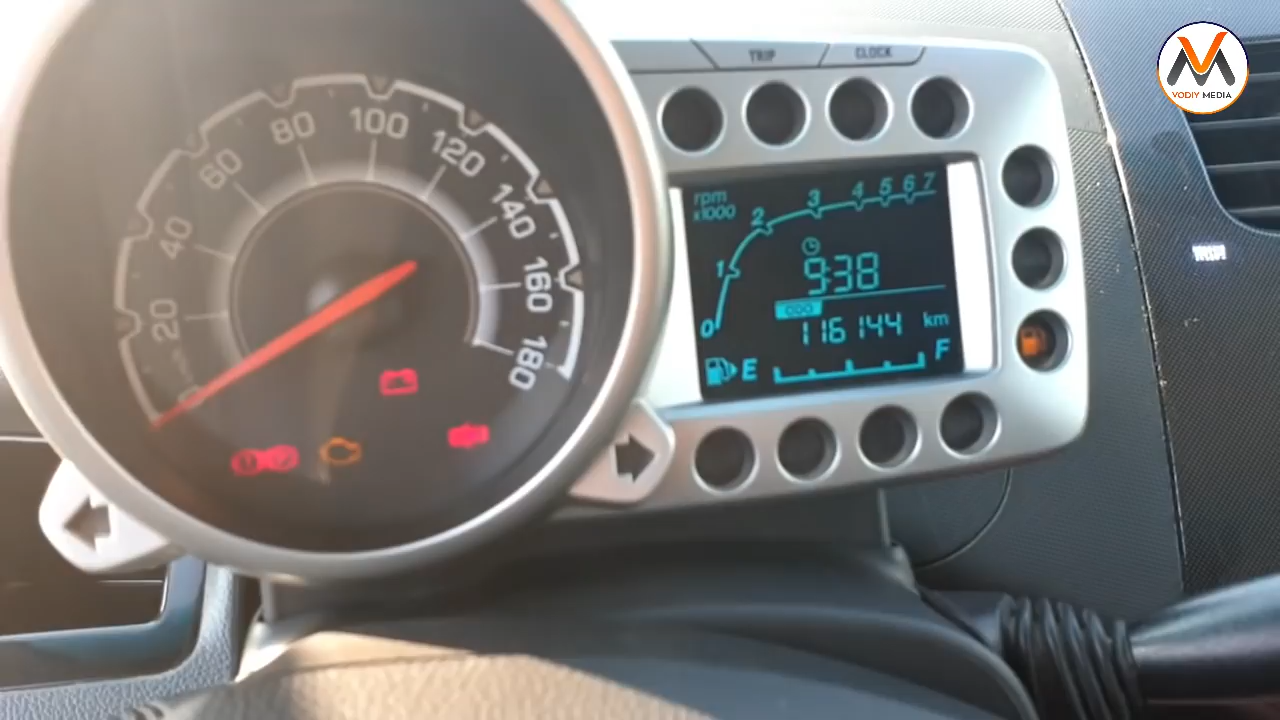 TRIP CLOCK
VODIY MEDIA
20 40 60 80 100 120 140 160 180
rpm
x1000
0 1 2 3 4 5 6 7
9:38
ODO
116144 km
E F